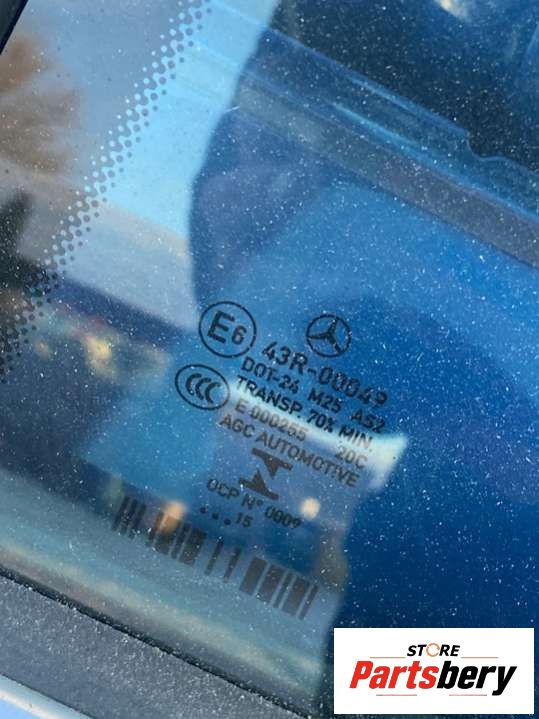 E6 43R-00049
DOT-24 M25 AS2
CCC TRANSP. 70% MIN.
E 000255 20C
AGC AUTOMOTIVE
OCP N° 0009
...15
STORE
Partsbery